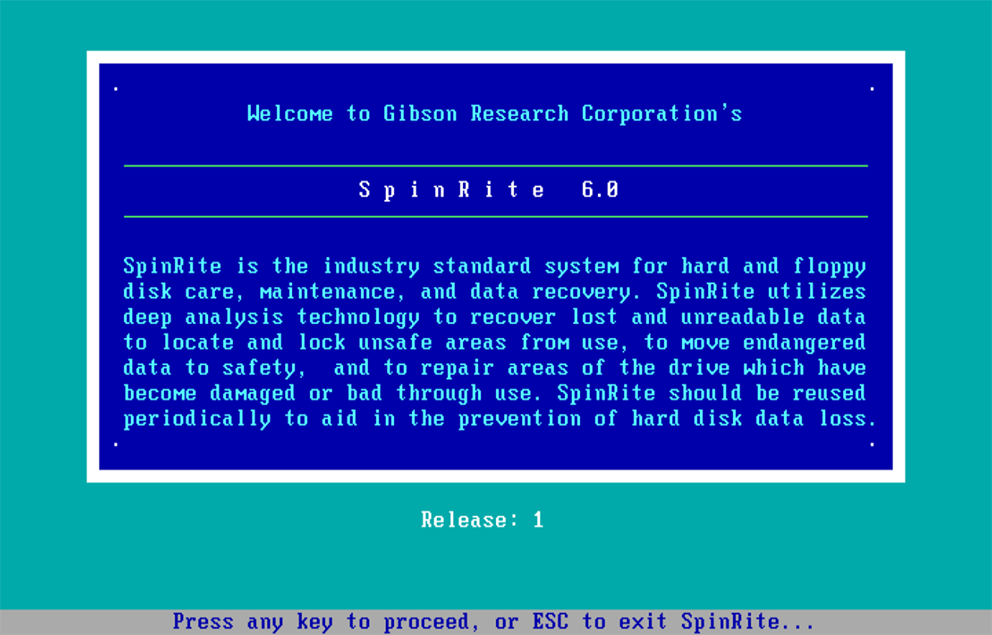 Welcome to Gibson Research Corporation's
SpinRite 6.0
SpinRite is the industry standard system for hard and floppy
disk care, maintenance, and data recovery. SpinRite utilizes
deep analysis technology to recover lost and unreadable data
to locate and lock unsafe areas from use, to move endangered
data to safety,  and to repair areas of the drive which have
become damaged or bad through use. SpinRite should be reused
periodically to aid in the prevention of hard disk data loss.
Release: 1
Press any key to proceed, or ESC to exit SpinRite...